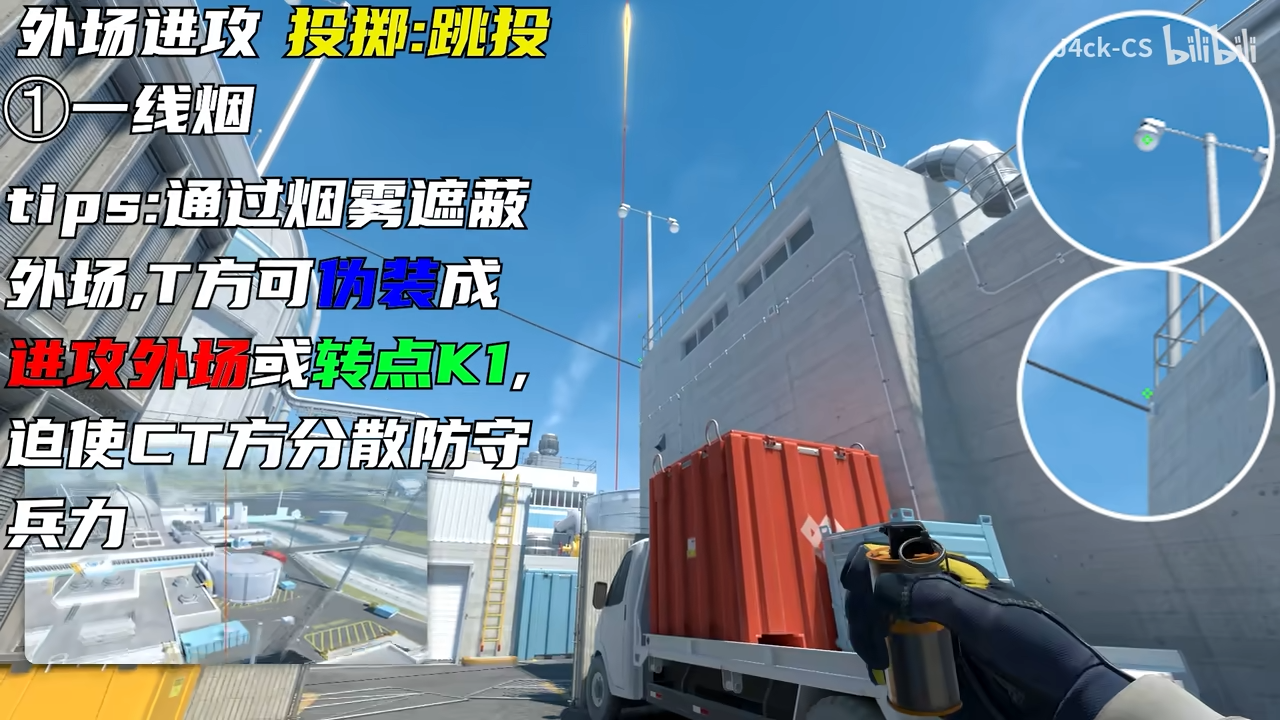 外场进攻 投掷:跳投
①一线烟
tips:通过烟雾遮蔽
外场,T方可伪装成
进攻外场或转点K1,
迫使CT方分散防守
兵力
J4ck-CS bilibili